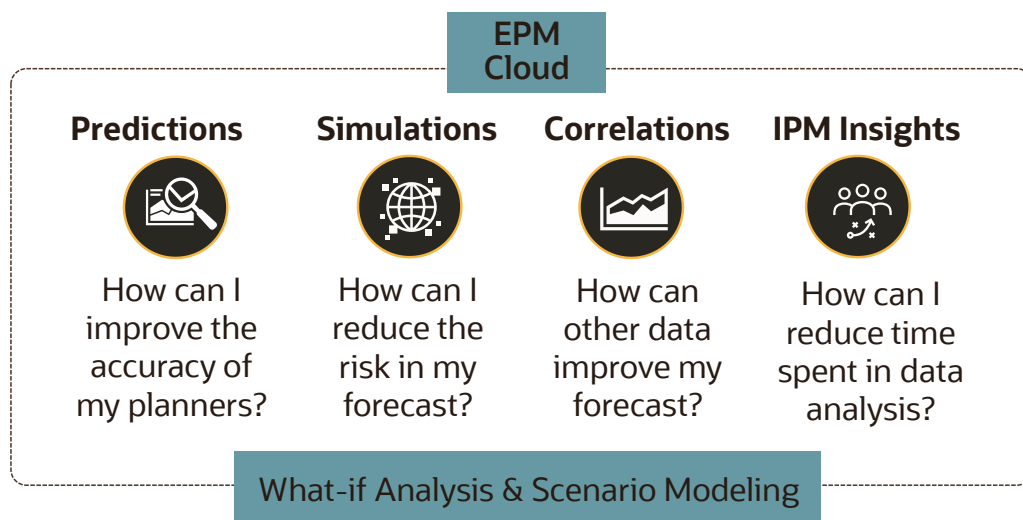 EPM
Cloud
Predictions
How can I
improve the
accuracy of
my planners?
Simulations
How can I
reduce the
risk in my
forecast?
Correlations
How can
other data
improve my
forecast?
IPM Insights
How can I
reduce time
spent in data
analysis?
What-if Analysis & Scenario Modeling